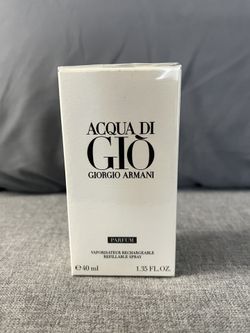 ACQUA DI
GIÒ
GIORGIO ARMANI
PARFUM
VAPORISATEUR RECHARGEABLE
REFILLABLE SPRAY
℮40 ml 1.35 FL.OZ.